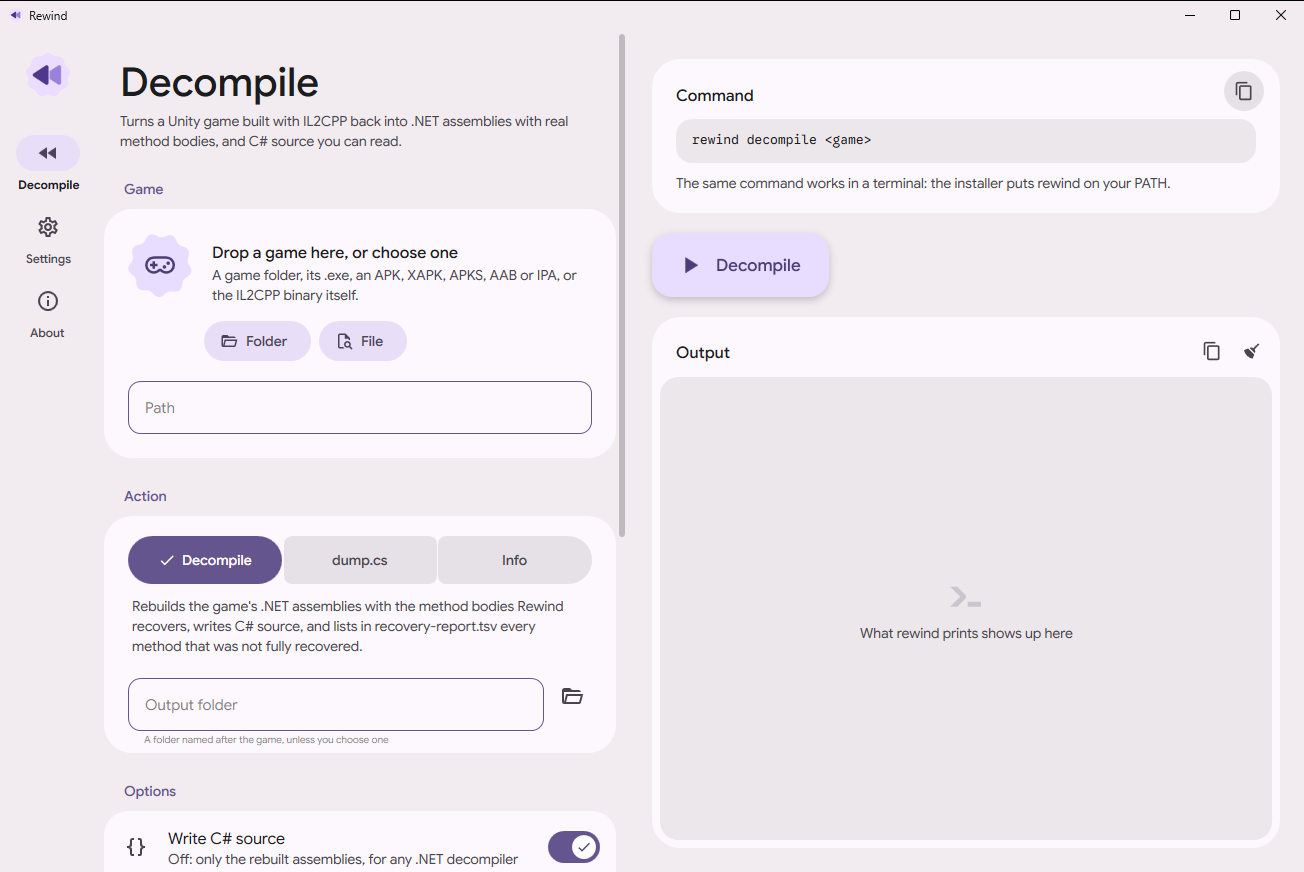 Rewind
Decompile
Settings
About
Decompile
Turns a Unity game built with IL2CPP back into .NET assemblies with real
method bodies, and C# source you can read.
Game
Drop a game here, or choose one
A game folder, its .exe, an APK, XAPK, APKS, AAB or IPA, or
the IL2CPP binary itself.
Folder
File
Path
Action
Decompile
dump.cs
Info
Rebuilds the game's .NET assemblies with the method bodies Rewind
recovers, writes C# source, and lists in recovery-report.tsv every
method that was not fully recovered.
Output folder
A folder named after the game, unless you choose one
Options
Write C# source
Off: only the rebuilt assemblies, for any .NET decompiler
Command
rewind decompile <game>
The same command works in a terminal: the installer puts rewind on your PATH.
Decompile
Output
What rewind prints shows up here